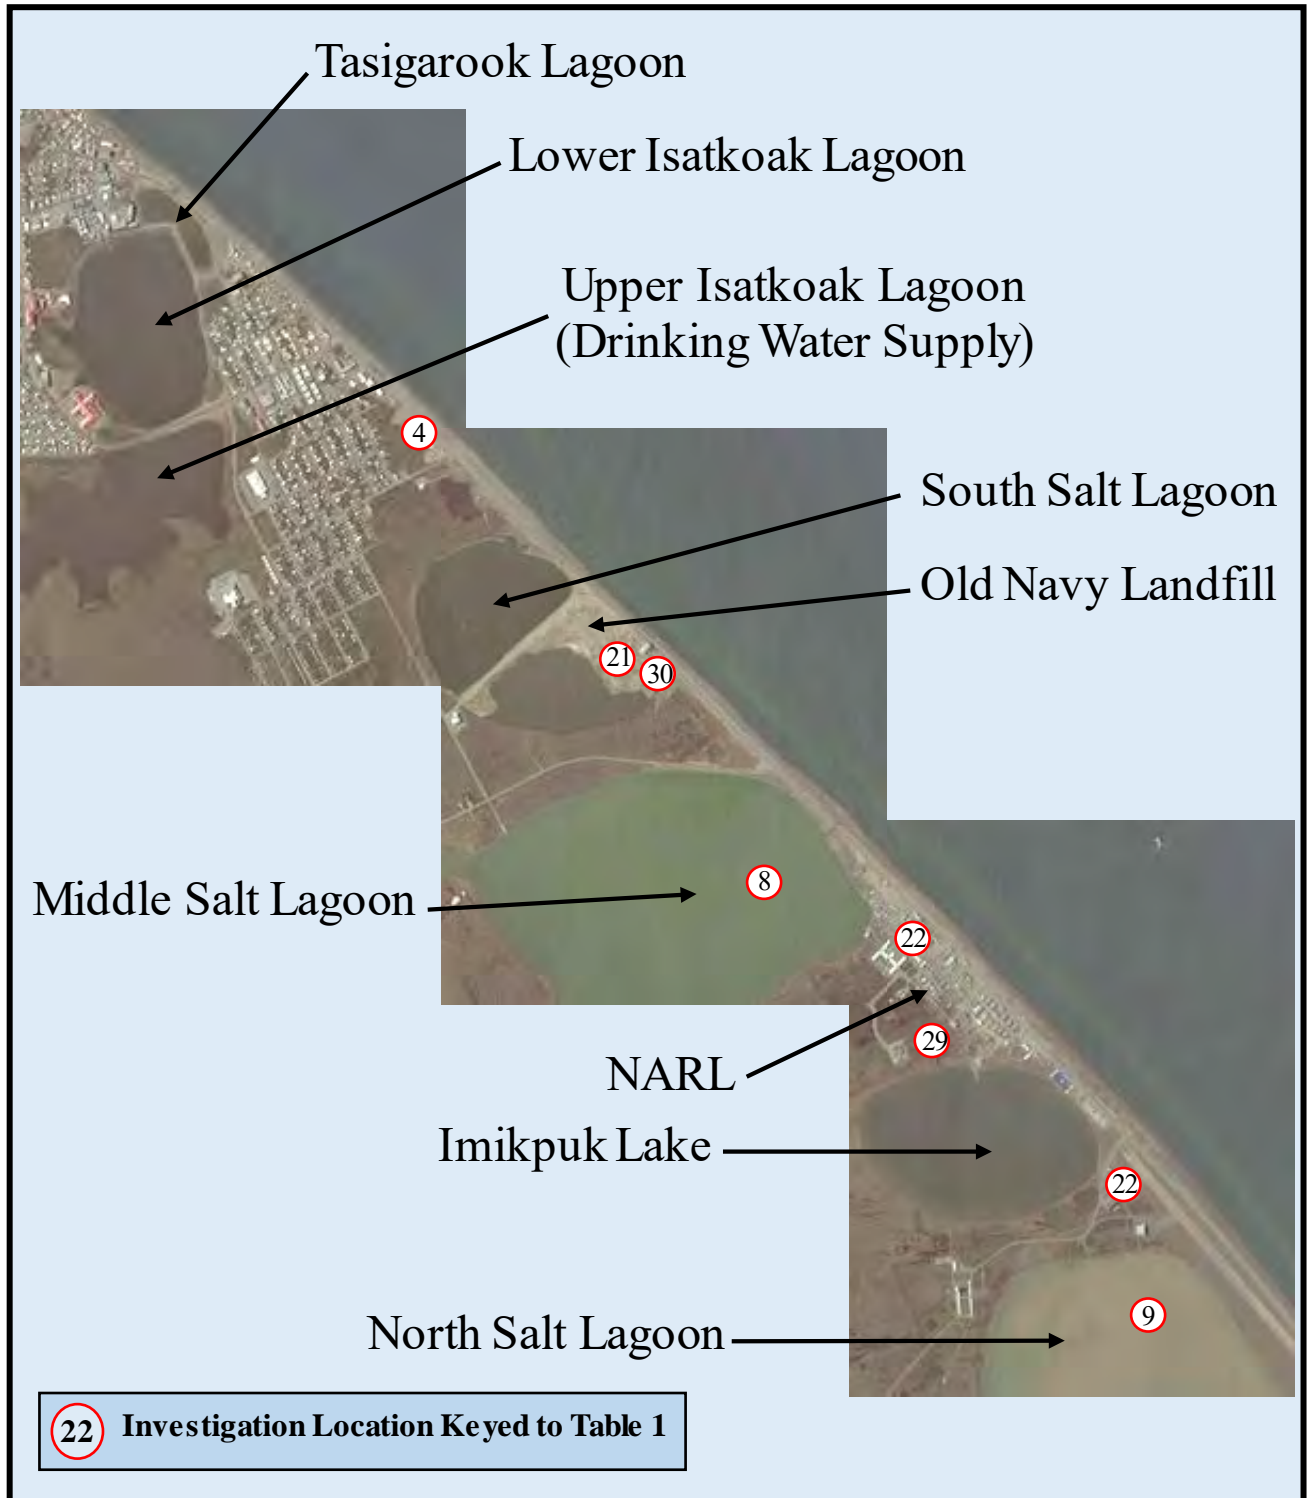 Tasigarook Lagoon
Lower Isatkoak Lagoon
Upper Isatkoak Lagoon
(Drinking Water Supply)
4
South Salt Lagoon
Old Navy Landfill
21
30
8
Middle Salt Lagoon
22
29
NARL
Imikpuk Lake
22
9
North Salt Lagoon
22 Investigation Location Keyed to Table 1